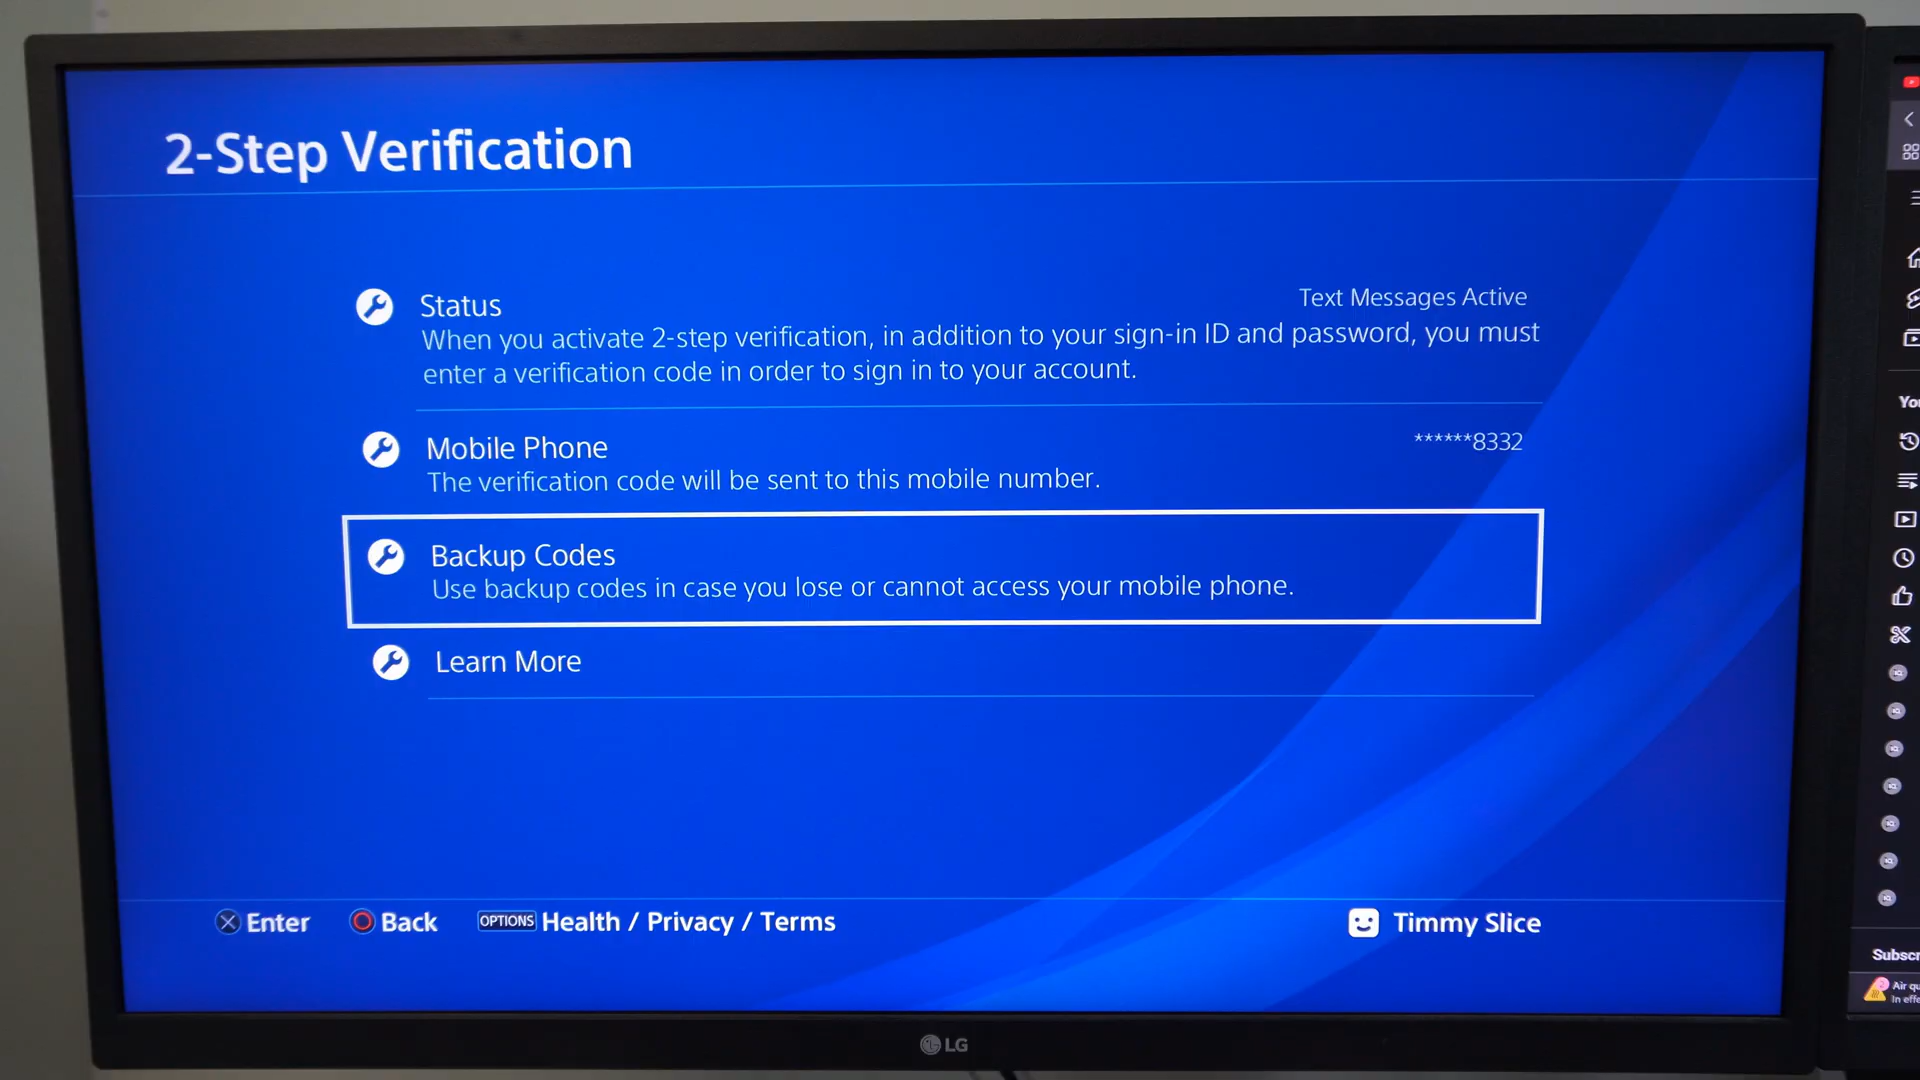 2-Step Verification
Status
Text Messages Active
When you activate 2-step verification, in addition to your sign-in ID and password, you must
enter a verification code in order to sign in to your account.
Mobile Phone
******8332
The verification code will be sent to this mobile number.
Backup Codes
Use backup codes in case you lose or cannot access your mobile phone.
Learn More
Enter
Back
OPTIONS Health / Privacy / Terms
Timmy Slice
LG